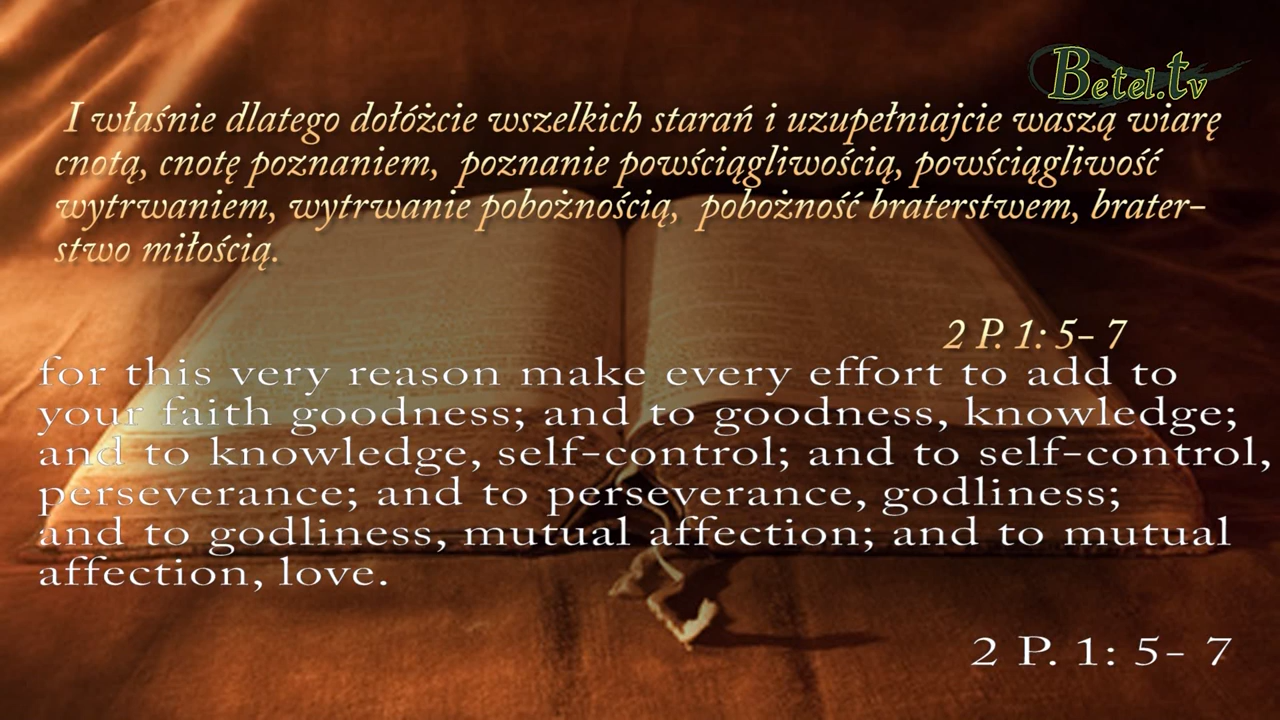 Betel.tv
I właśnie dlatego dołóżcie wszelkich starań i uzupełniajcie waszą wiarę
cnotą, cnotę poznaniem, poznanie powściągliwością, powściągliwość
wytrwaniem, wytrwanie pobożnością, pobożność braterstwem, brater-
stwo miłością.
2 P. 1: 5- 7
for this very reason make every effort to add to
your faith goodness; and to goodness, knowledge;
and to knowledge, self-control; and to self-control,
perseverance; and to perseverance, godliness;
and to godliness, mutual affection; and to mutual
affection, love.
2 P. 1: 5- 7